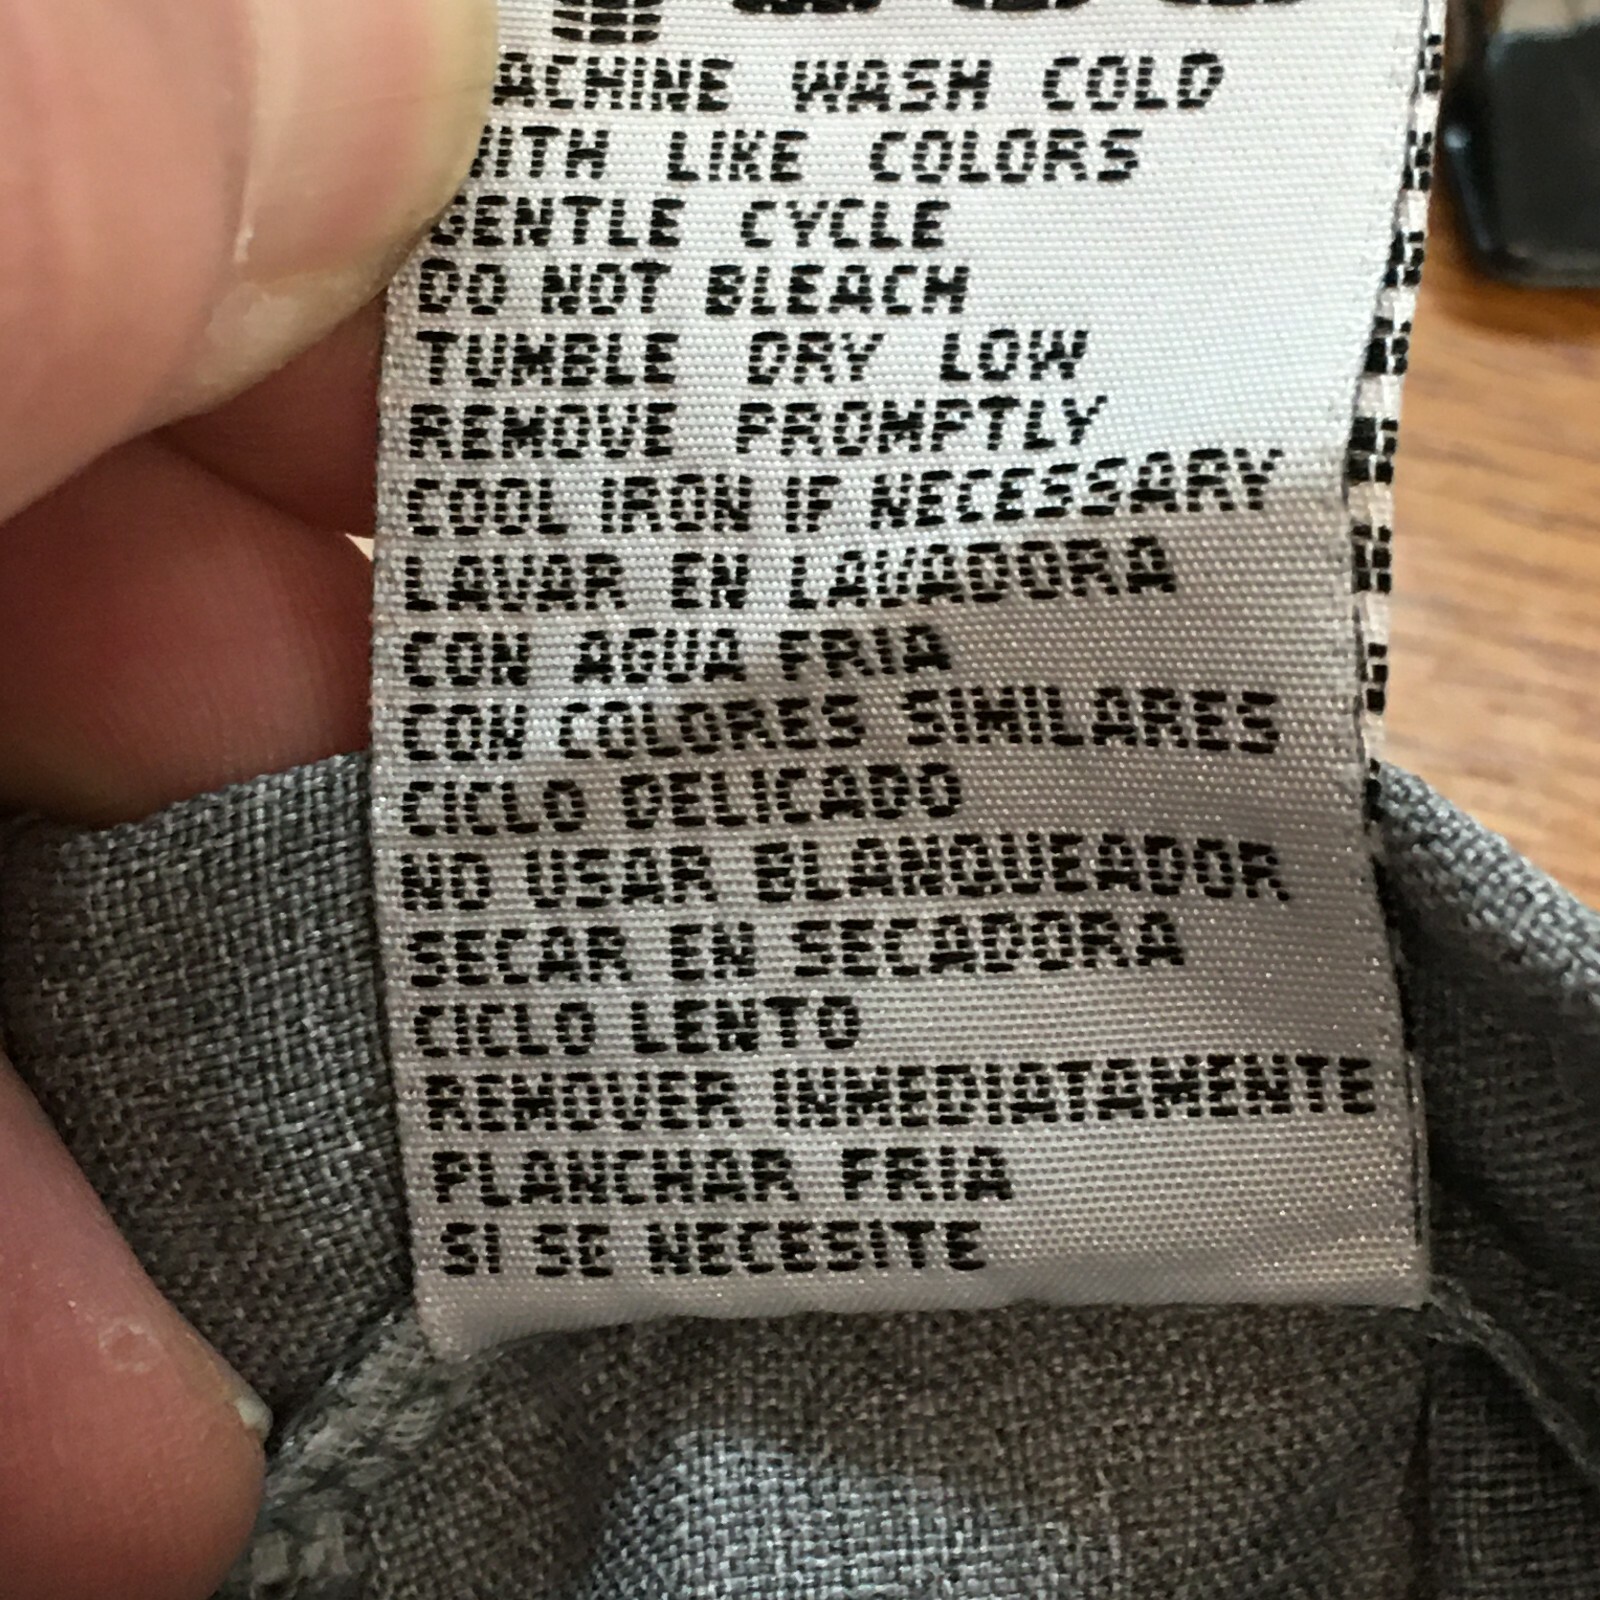 ACHINE WASH COLD
WITH LIKE COLORS
GENTLE CYCLE
DO NOT BLEACH
TUMBLE DRY LOW
REMOVE PROMPTLY
COOL IRON IF NECESSARY
LAVAR EN LAVADORA
CON AGUA FRIA
CON COLORES SIMILARES
CICLO DELICADO
NO USAR BLANQUEADOR
SECAR EN SECADORA
CICLO LENTO
REMOVER INMEDIATAMENTE
PLANCHAR FRIA
SI SE NECESITE